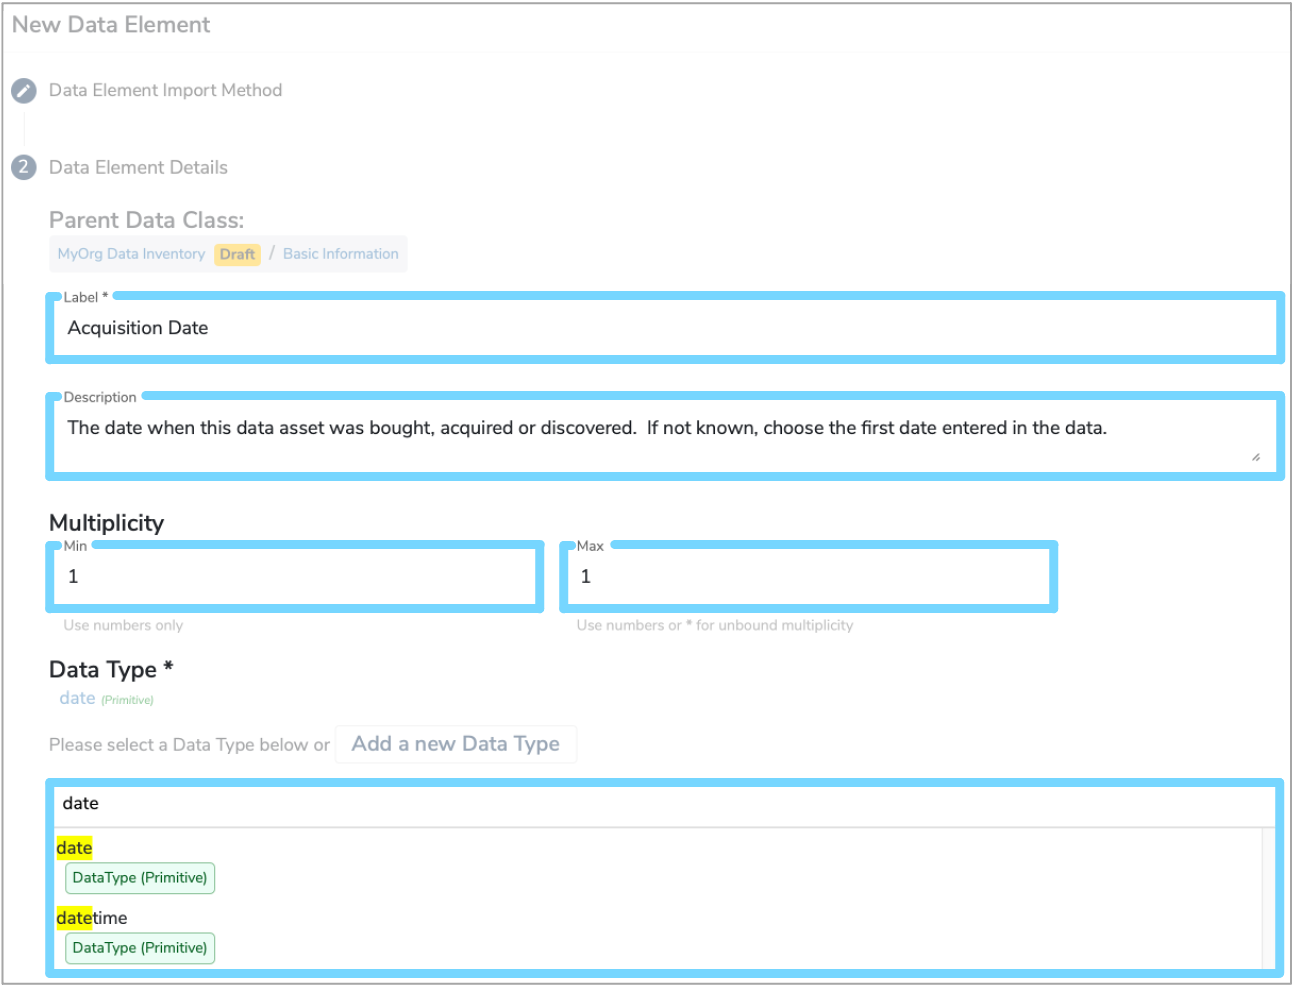 New Data Element
Data Element Import Method
2 Data Element Details
Parent Data Class:
MyOrg Data Inventory Draft / Basic Information
Label *
Acquisition Date
Description
The date when this data asset was bought, acquired or discovered.  If not known, choose the first date entered in the data.
Multiplicity
Min Max
1 1
Use numbers only Use numbers or * for unbound multiplicity
Data Type *
date (Primitive)
Please select a Data Type below or Add a new Data Type
date
date
DataType (Primitive)
datetime
DataType (Primitive)